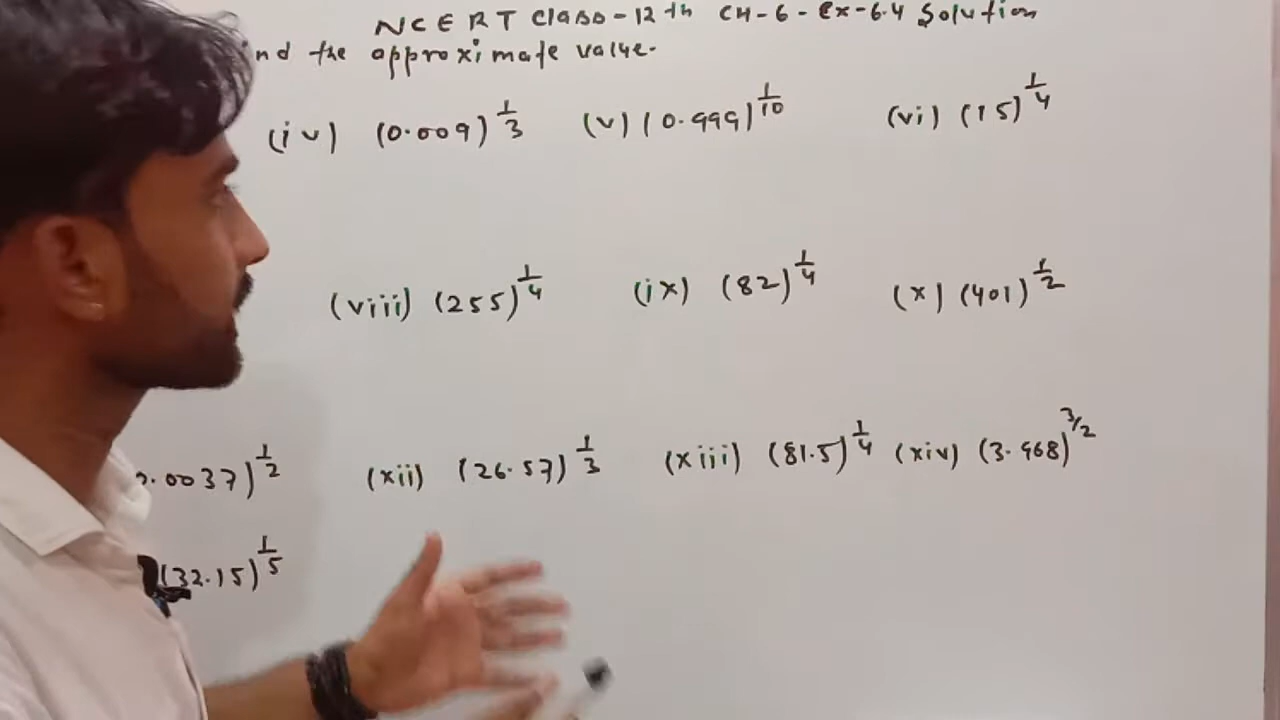 NCERT Class-12th CH-6-Ex-6.4 Solution
nd the approximate value.
(iv) (0.009)^1/3 (v) (0.999)^1/10 (vi) (15)^1/4
(viii) (255)^1/4 (ix) (82)^1/4 (x) (401)^1/2
.0037)^1/2 (xii) (26.57)^1/3 (xiii) (81.5)^1/4 (xiv) (3.968)^3/2
(32.15)^1/5